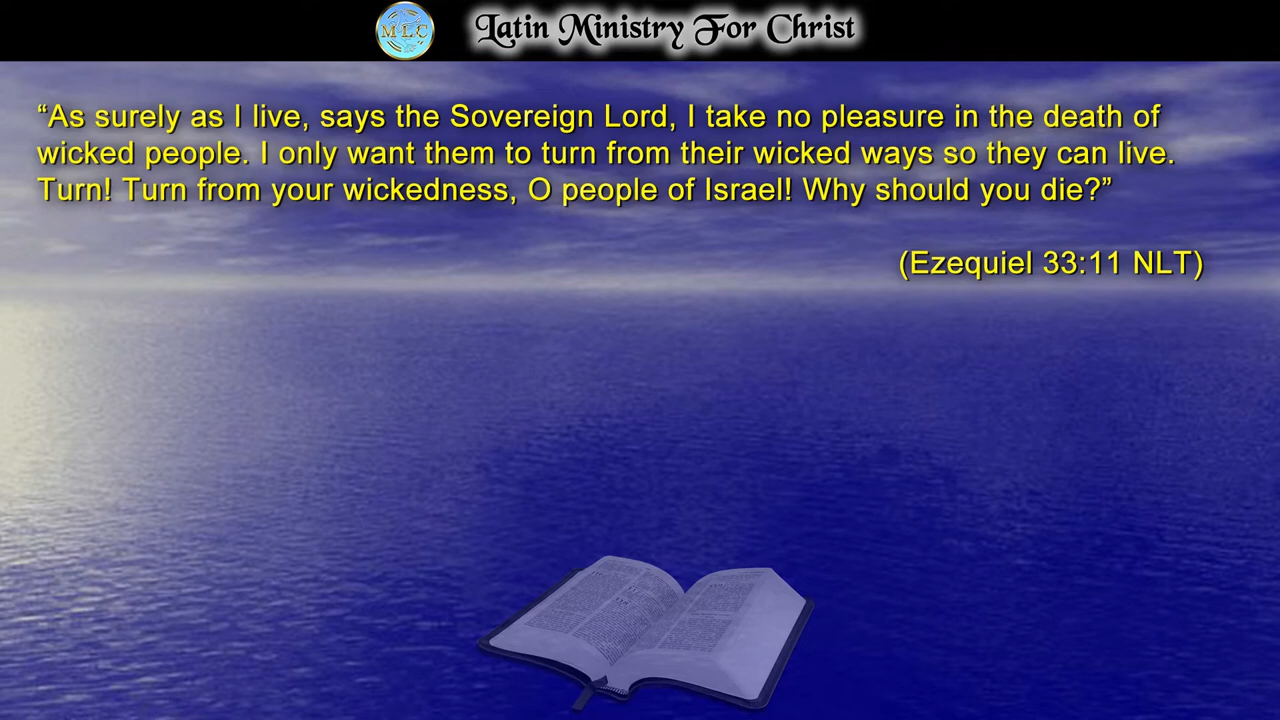 MLC
Latin Ministry For Christ
“As surely as I live, says the Sovereign Lord, I take no pleasure in the death of
wicked people. I only want them to turn from their wicked ways so they can live.
Turn! Turn from your wickedness, O people of Israel! Why should you die?”
(Ezequiel 33:11 NLT)